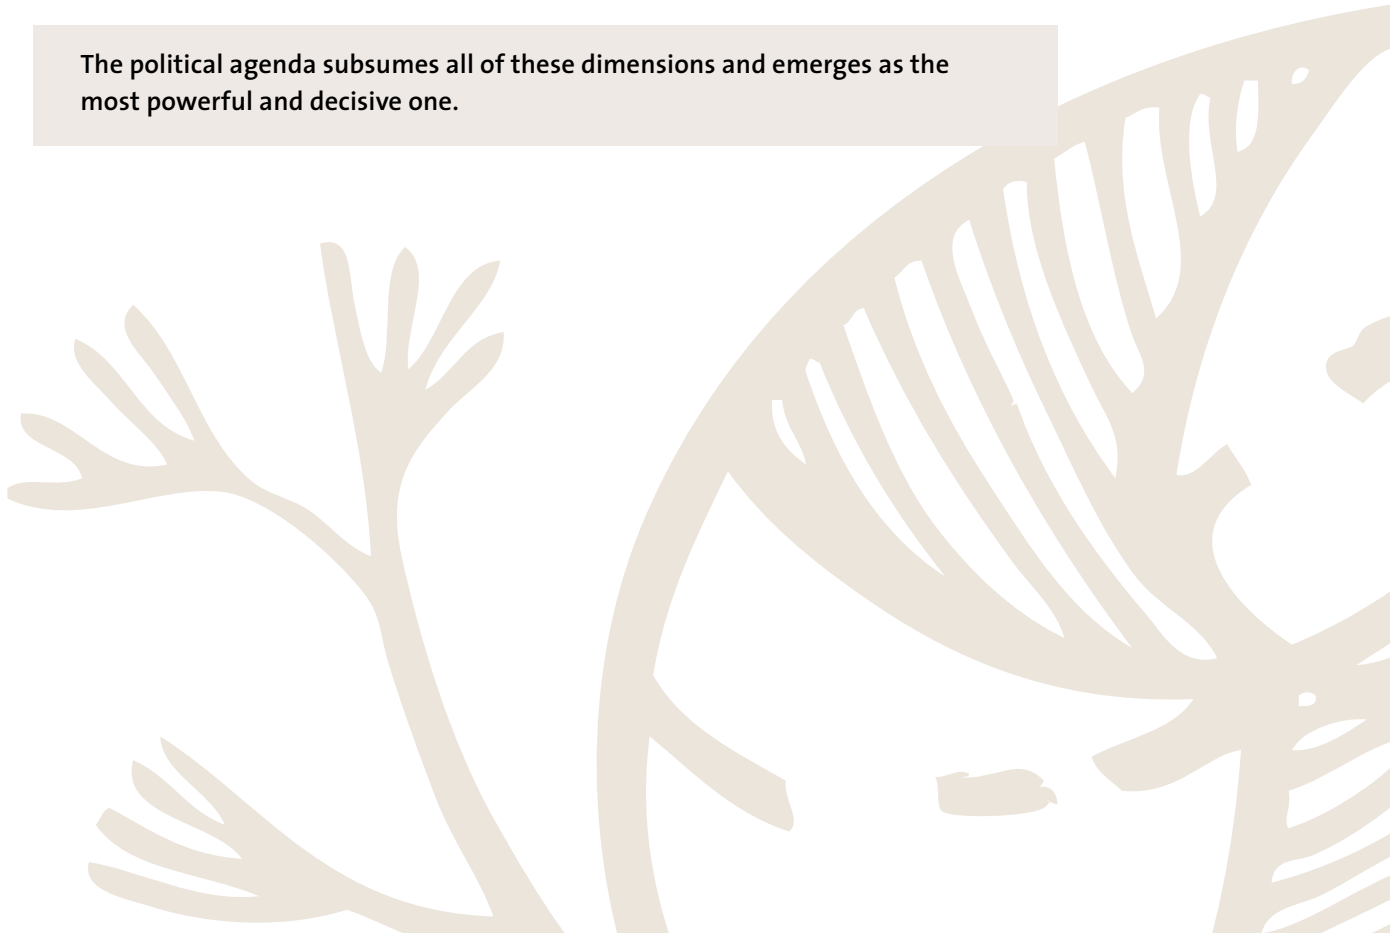 The political agenda subsumes all of these dimensions and emerges as the
most powerful and decisive one.